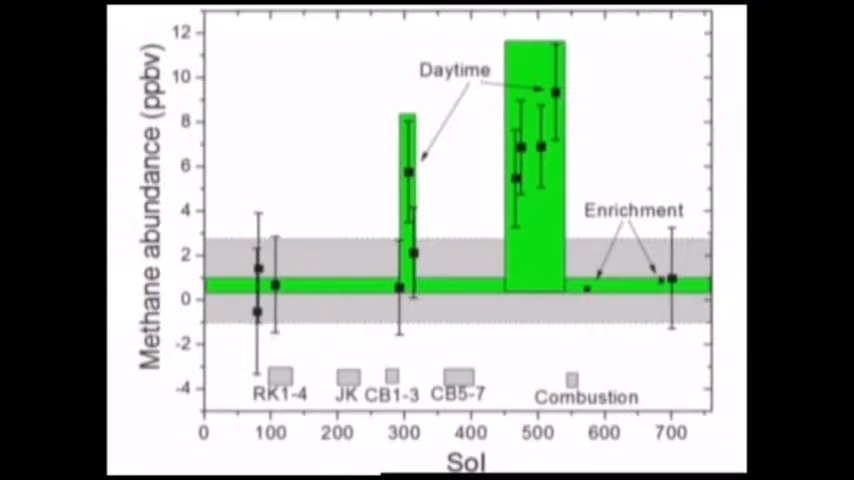 12
10
8
6
4
2
0
-2
-4
Methane abundance (ppbv)
Daytime
Enrichment
RK1-4 JK CB1-3 CB5-7 Combustion
0 100 200 300 400 500 600 700
Sol